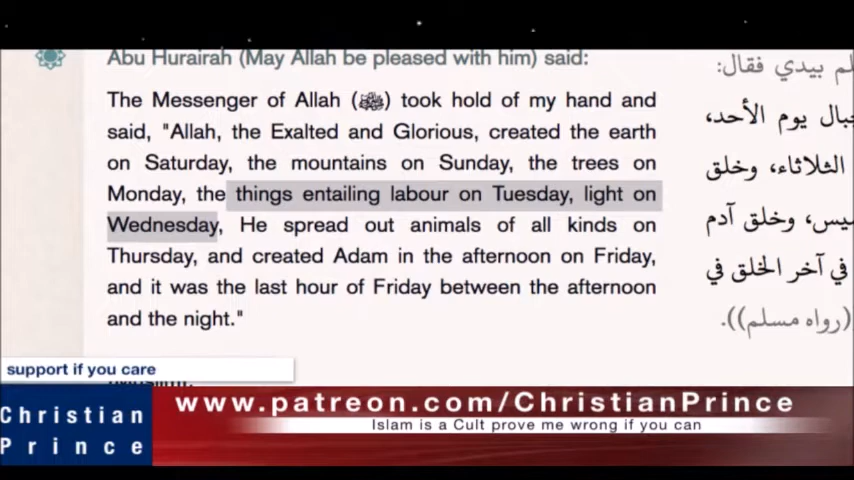 Abu Hurairah (May Allah be pleased with him) said:
The Messenger of Allah (ﷺ) took hold of my hand and
said, "Allah, the Exalted and Glorious, created the earth
on Saturday, the mountains on Sunday, the trees on
Monday, the things entailing labour on Tuesday, light on
Wednesday, He spread out animals of all kinds on
Thursday, and created Adam in the afternoon on Friday,
and it was the last hour of Friday between the afternoon
and the night."
بيدي فقال:
يوم الأحد،
الثلاثاء، وخلق
وخلق آدم
في آخر الخلق في
(رواه مسلم)).
support if you care
Christian
Prince
www.patreon.com/ChristianPrince
Islam is a Cult prove me wrong if you can